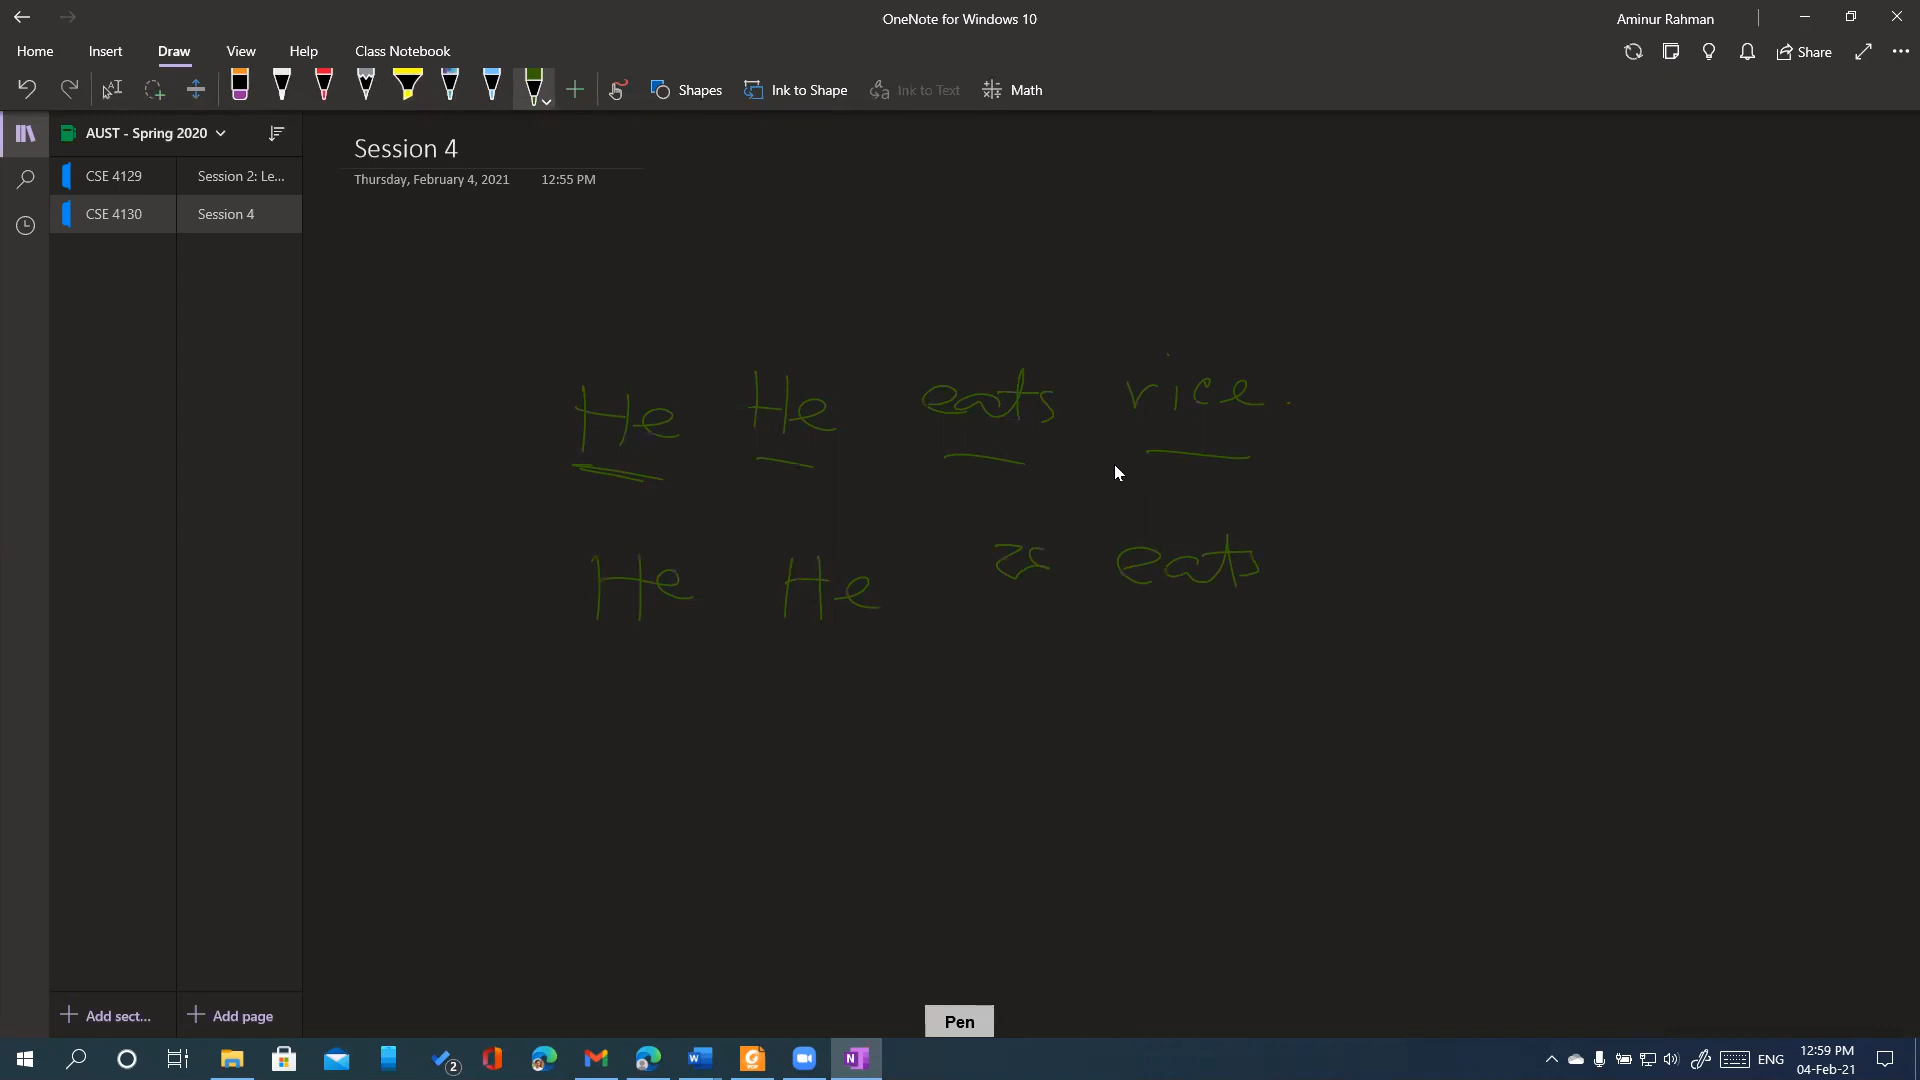 OneNote for Windows 10
Aminur Rahman
Home Insert Draw View Help Class Notebook
Share
Shapes Ink to Shape Ink to Text Math
AUST - Spring 2020
CSE 4129 Session 2: Le...
CSE 4130 Session 4
Session 4
Thursday, February 4, 2021 12:55 PM
He He eats rice.
He He is eats
Add sect... Add page
Pen
2
ENG
12:59 PM
04-Feb-21